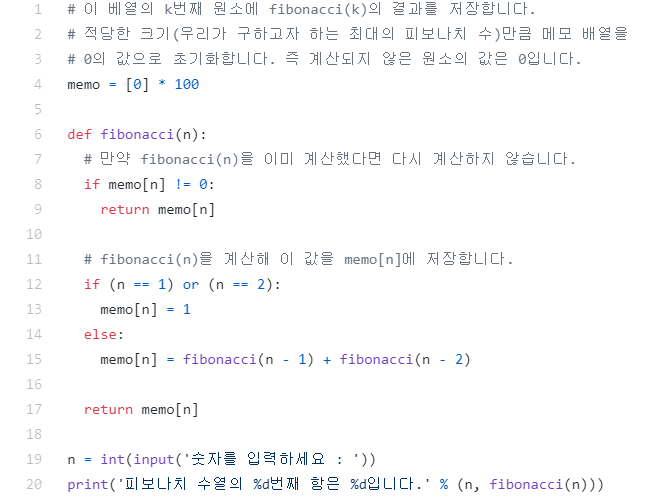 1 # 이 베열의 k번째 원소에 fibonacci(k)의 결과를 저장합니다.
2 # 적당한 크기(우리가 구하고자 하는 최대의 피보나치 수)만큼 메모 배열을
3 # 0의 값으로 초기화합니다. 즉 계산되지 않은 원소의 값은 0입니다.
4 memo = [0] * 100
5
6 def fibonacci(n):
7   # 만약 fibonacci(n)을 이미 계산했다면 다시 계산하지 않습니다.
8   if memo[n] != 0:
9     return memo[n]
10
11   # fibonacci(n)을 계산해 이 값을 memo[n]에 저장합니다.
12   if (n == 1) or (n == 2):
13     memo[n] = 1
14   else:
15     memo[n] = fibonacci(n - 1) + fibonacci(n - 2)
16
17   return memo[n]
18
19 n = int(input('숫자를 입력하세요 : '))
20 print('피보나치 수열의 %d번째 항은 %d입니다.' % (n, fibonacci(n)))